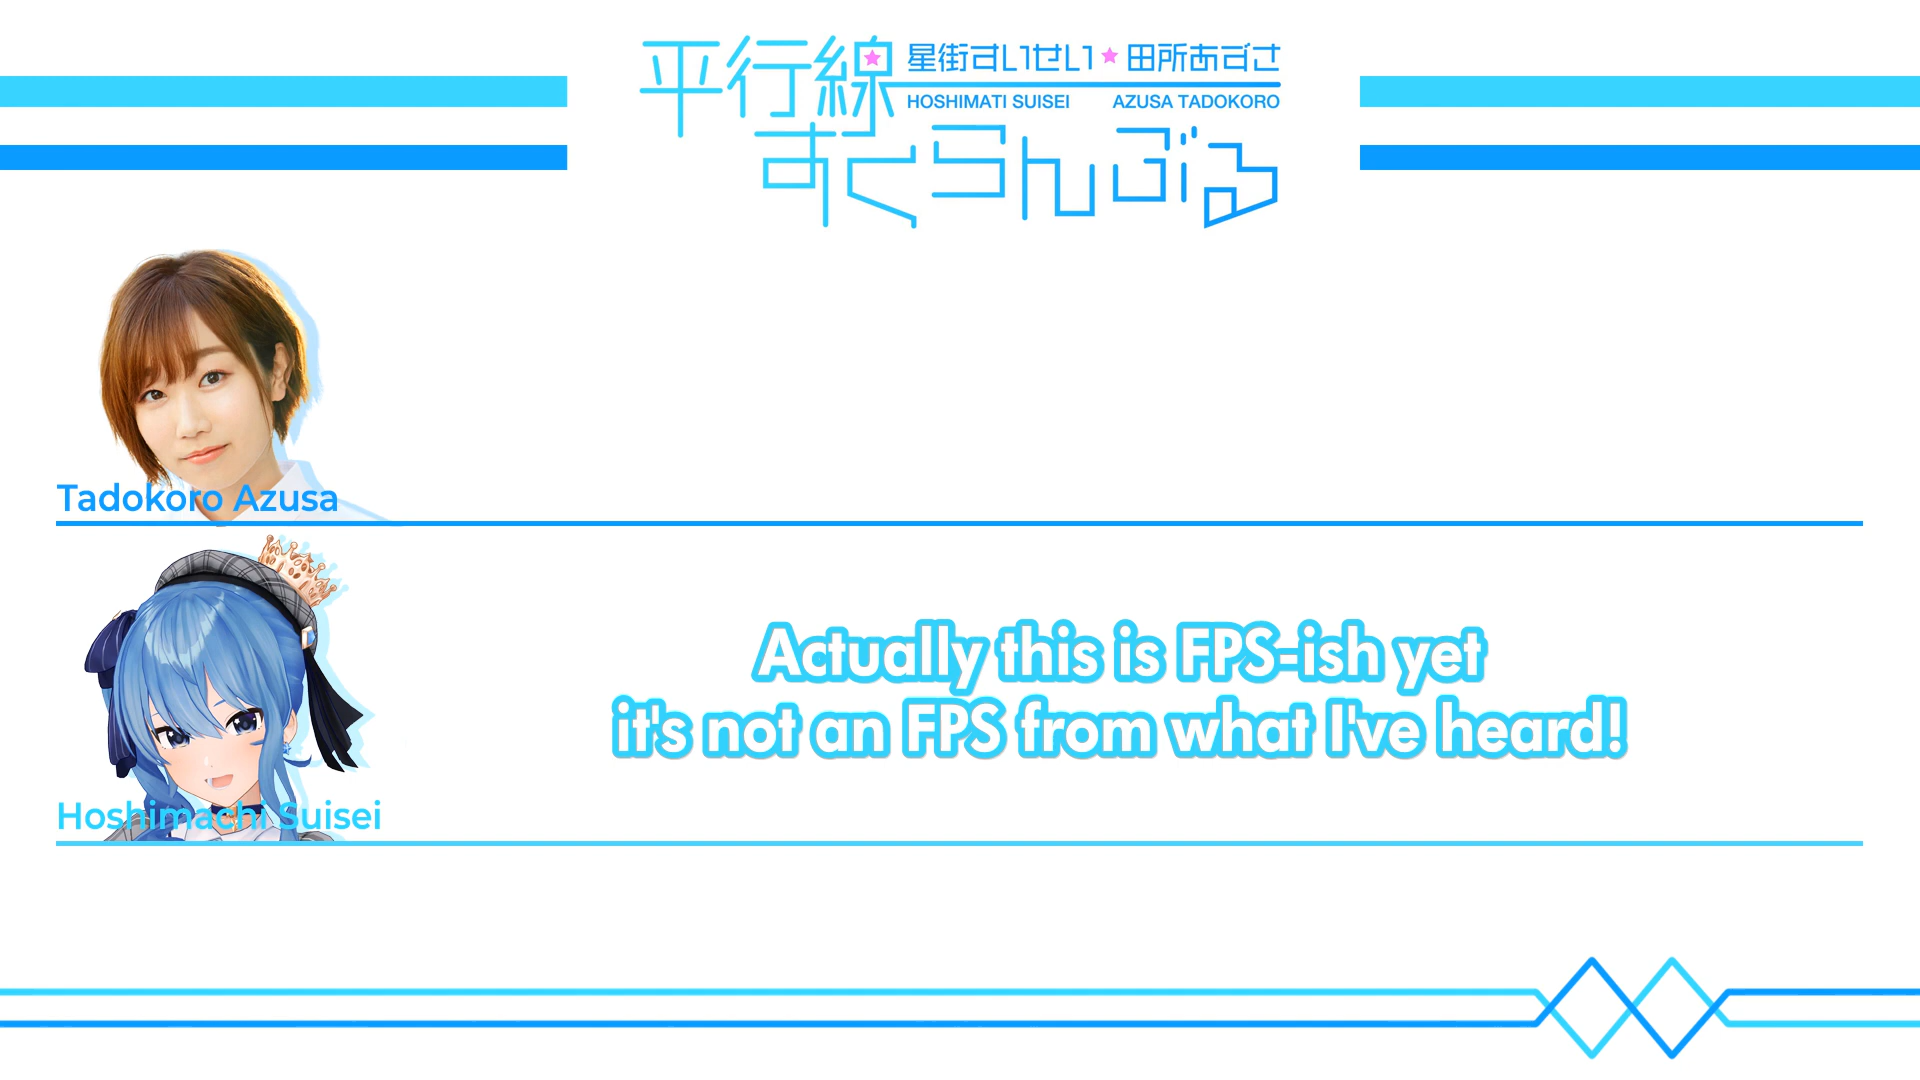 平行線
星街すいせい★田所あずさ
HOSHIMATI SUISEI AZUSA TADOKORO
すくらんぶる
Tadokoro Azusa
Actually this is FPS-ish yet
it's not an FPS from what I've heard!
Hoshimachi Suisei